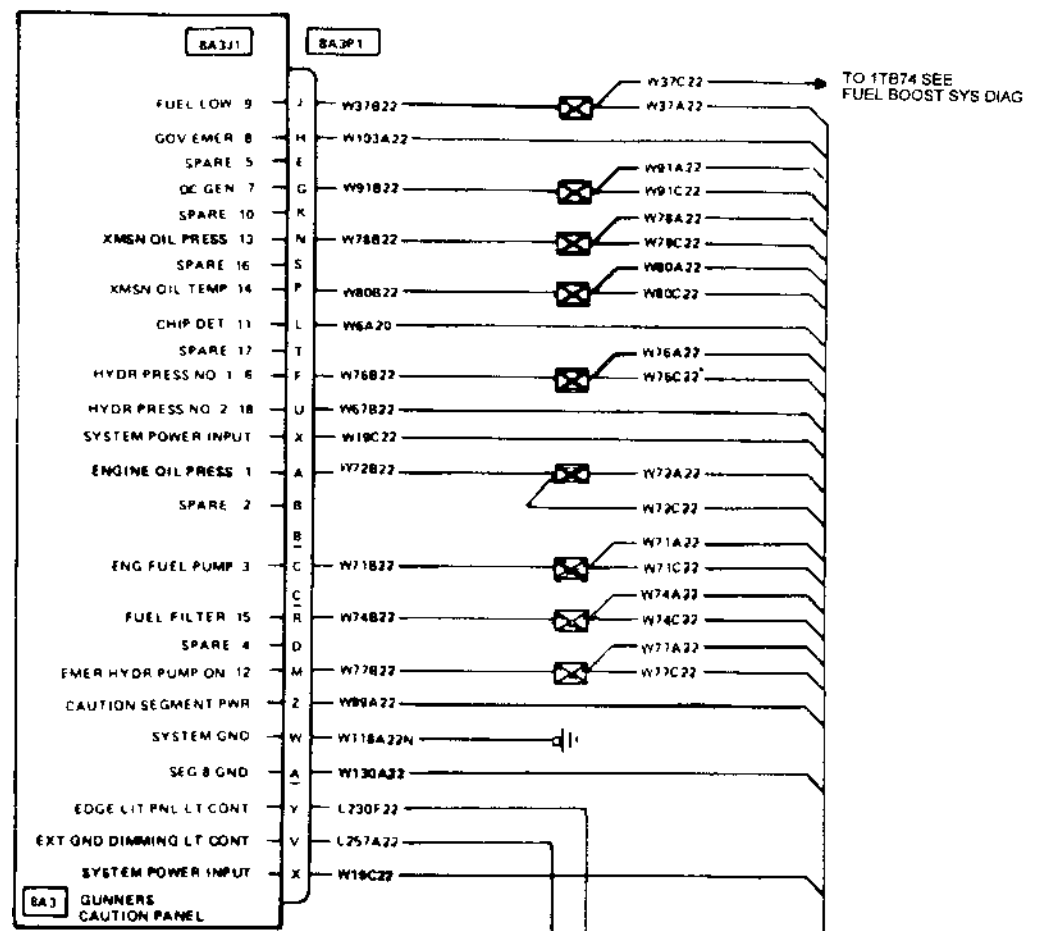 8A3J1 8A3P1
W37C22 TO 1TB74 SEE
FUEL BOOST SYS DIAG
FUEL LOW 9 J W37B22 W37A22
GOV EMER 8 H W103A22
SPARE 5 E W91A22
DC GEN 7 G W91B22 W91C22
SPARE 10 K W78A22
XMSN OIL PRESS 13 N W78B22 W78C22
SPARE 16 S W80A22
XMSN OIL TEMP 14 P W80B22 W80C22
CHIP DET 11 L W6A20
SPARE 17 T W76A22
HYDR PRESS NO 1 6 F W76B22 W76C22
HYDR PRESS NO 2 18 U W67B22
SYSTEM POWER INPUT X W19C22
ENGINE OIL PRESS 1 A W72B22 W72A22
SPARE 2 B W72C22
B
W71A22
ENG FUEL PUMP 3 C W71B22 W71C22
C W74A22
FUEL FILTER 15 R W74B22 W74C22
SPARE 4 D W77A22
EMER HYDR PUMP ON 12 M W77B22 W77C22
CAUTION SEGMENT PWR Z W89A22
SYSTEM GND W W118A22N
SEG 8 GND A W130A22
EDGE LIT PNL LT CONT Y L230F22
EXT GND DIMMING LT CONT V L257A22
SYSTEM POWER INPUT X W19C22
8A3 GUNNERS
CAUTION PANEL